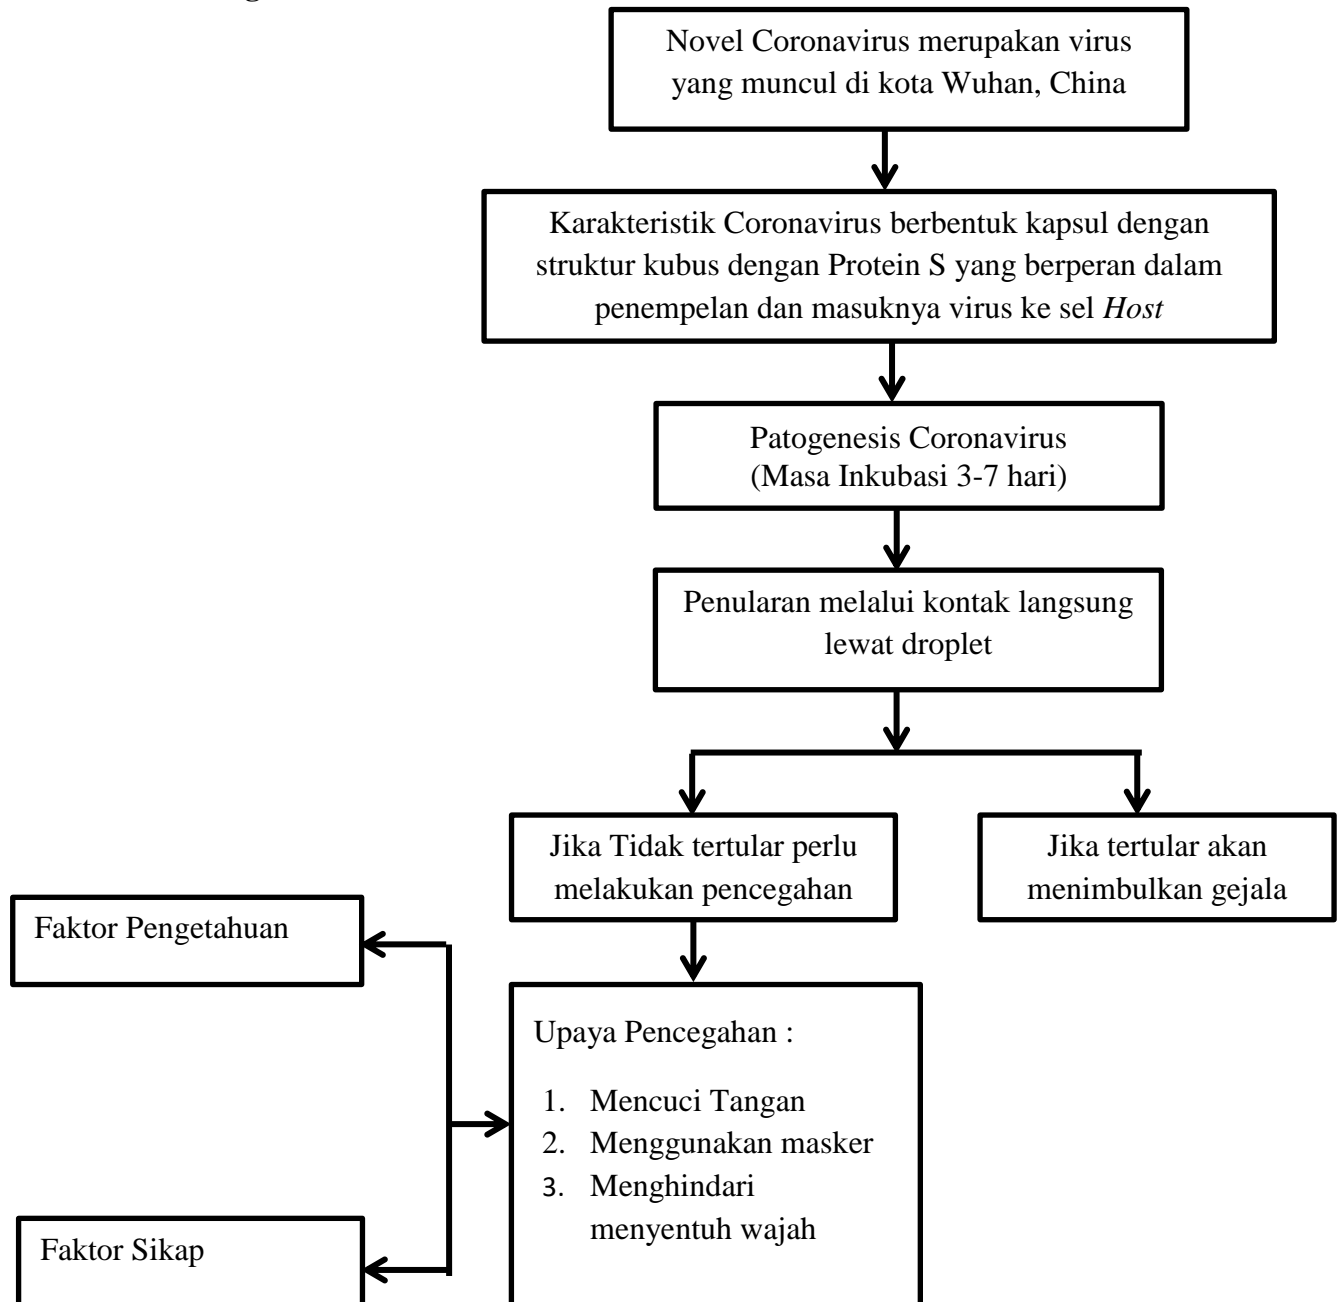 Novel Coronavirus merupakan virus
yang muncul di kota Wuhan, China
Karakteristik Coronavirus berbentuk kapsul dengan
struktur kubus dengan Protein S yang berperan dalam
penempelan dan masuknya virus ke sel Host
Patogenesis Coronavirus
(Masa Inkubasi 3-7 hari)
Penularan melalui kontak langsung
lewat droplet
Jika Tidak tertular perlu
melakukan pencegahan
Jika tertular akan
menimbulkan gejala
Faktor Pengetahuan
Upaya Pencegahan :
1. Mencuci Tangan
2. Menggunakan masker
3. Menghindari
menyentuh wajah
Faktor Sikap